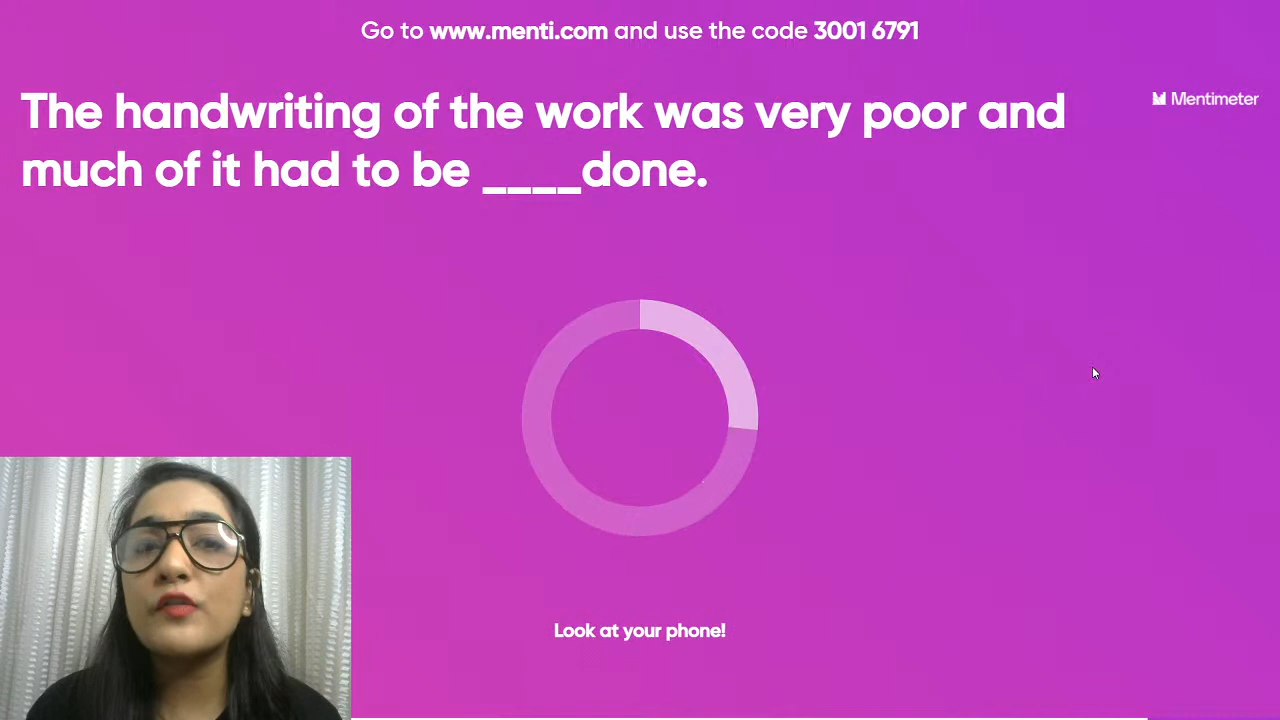 Go to www.menti.com and use the code 3001 6791
The handwriting of the work was very poor and
much of it had to be ____done.
Mentimeter
Look at your phone!